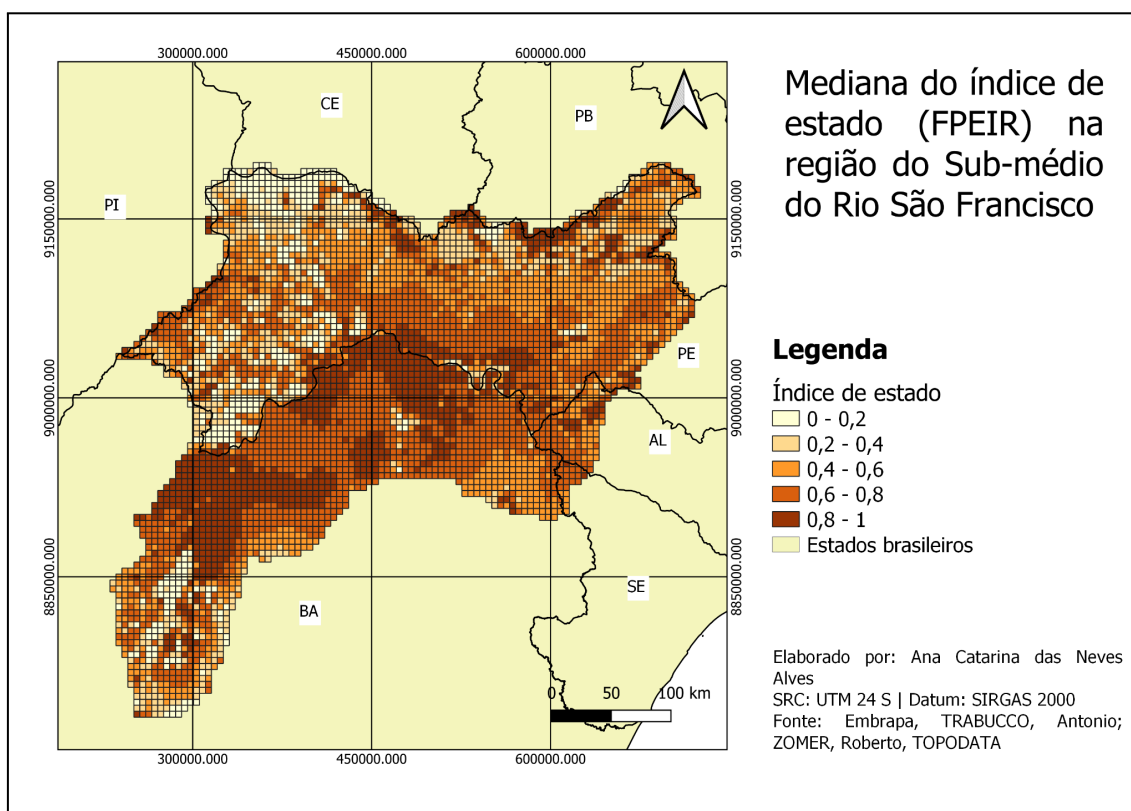 Mediana do índice de
estado (FPEIR) na
região do Sub-médio
do Rio São Francisco
300000.000 450000.000 600000.000
CE
PB
PI
9150000.000 9150000.000
PE
9000000.000 9000000.000
AL
8850000.000 8850000.000
SE
BA
0 50 100 km
300000.000 450000.000 600000.000
Legenda
Índice de estado
0 - 0,2
0,2 - 0,4
0,4 - 0,6
0,6 - 0,8
0,8 - 1
Estados brasileiros
Elaborado por: Ana Catarina das Neves
Alves
SRC: UTM 24 S | Datum: SIRGAS 2000
Fonte: Embrapa, TRABUCCO, Antonio;
ZOMER, Roberto, TOPODATA